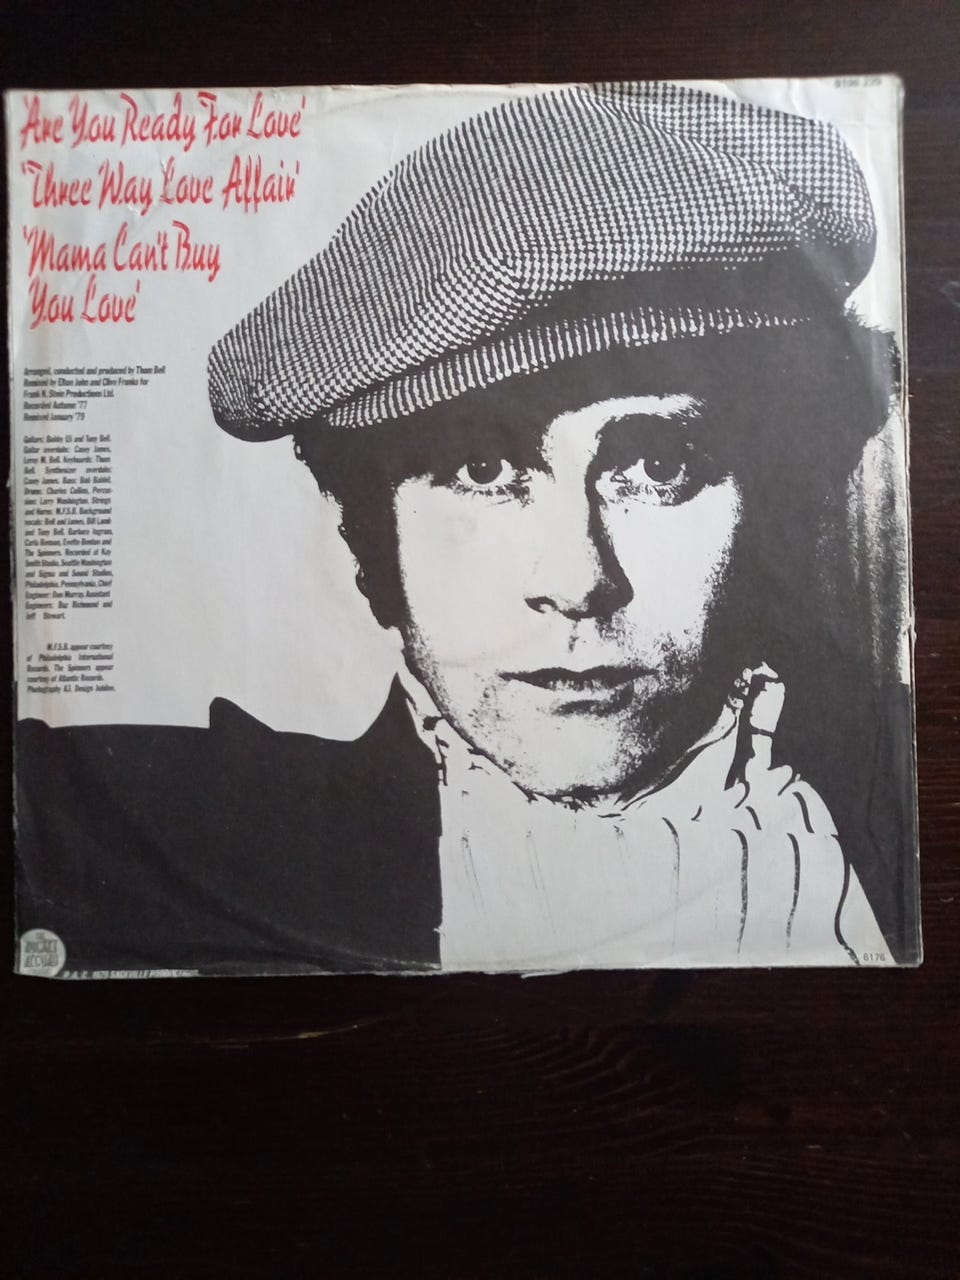 'Are You Ready For Love'
'Three Way Love Affair'
'Mama Can't Buy
You Love'
Arranged, conducted and produced by Thom Bell
Remixed by Elton John and Clive Franks for
Frank N. Stein Productions Ltd.
Recorded Autumn '77
Remixed January '79
Guitars: Bobby Eli and Tony Bell.
Guitar overdubs: Casey James,
Leroy M. Bell. Keyboards: Thom
Bell. Synthesizer overdubs:
Casey James. Bass: Bob Babbit.
Drums: Charles Collins, Percus-
sion: Larry Washington, Strings
and Horns: M.F.S.B. Background
vocals: Bell and James, Bill Lamb
and Tony Bell, Barbara Ingram,
Carla Benson, Evette Benton and
The Spinners. Recorded at Kay
Smith Studio, Seattle Washington
and Sigma and Sound Studios,
Philadelphia, Pennsylvania. Chief
Engineer: Don Murray. Assistant
Engineers: Buz Richmond and
Jeff Stewart.
M.F.S.B. appear courtesy
of Philadelphia International
Records. The Spinners appear
courtesy of Atlantic Records.
Photography A.I. Design Jubilee.
THE
ROCKET
RECORD
6176